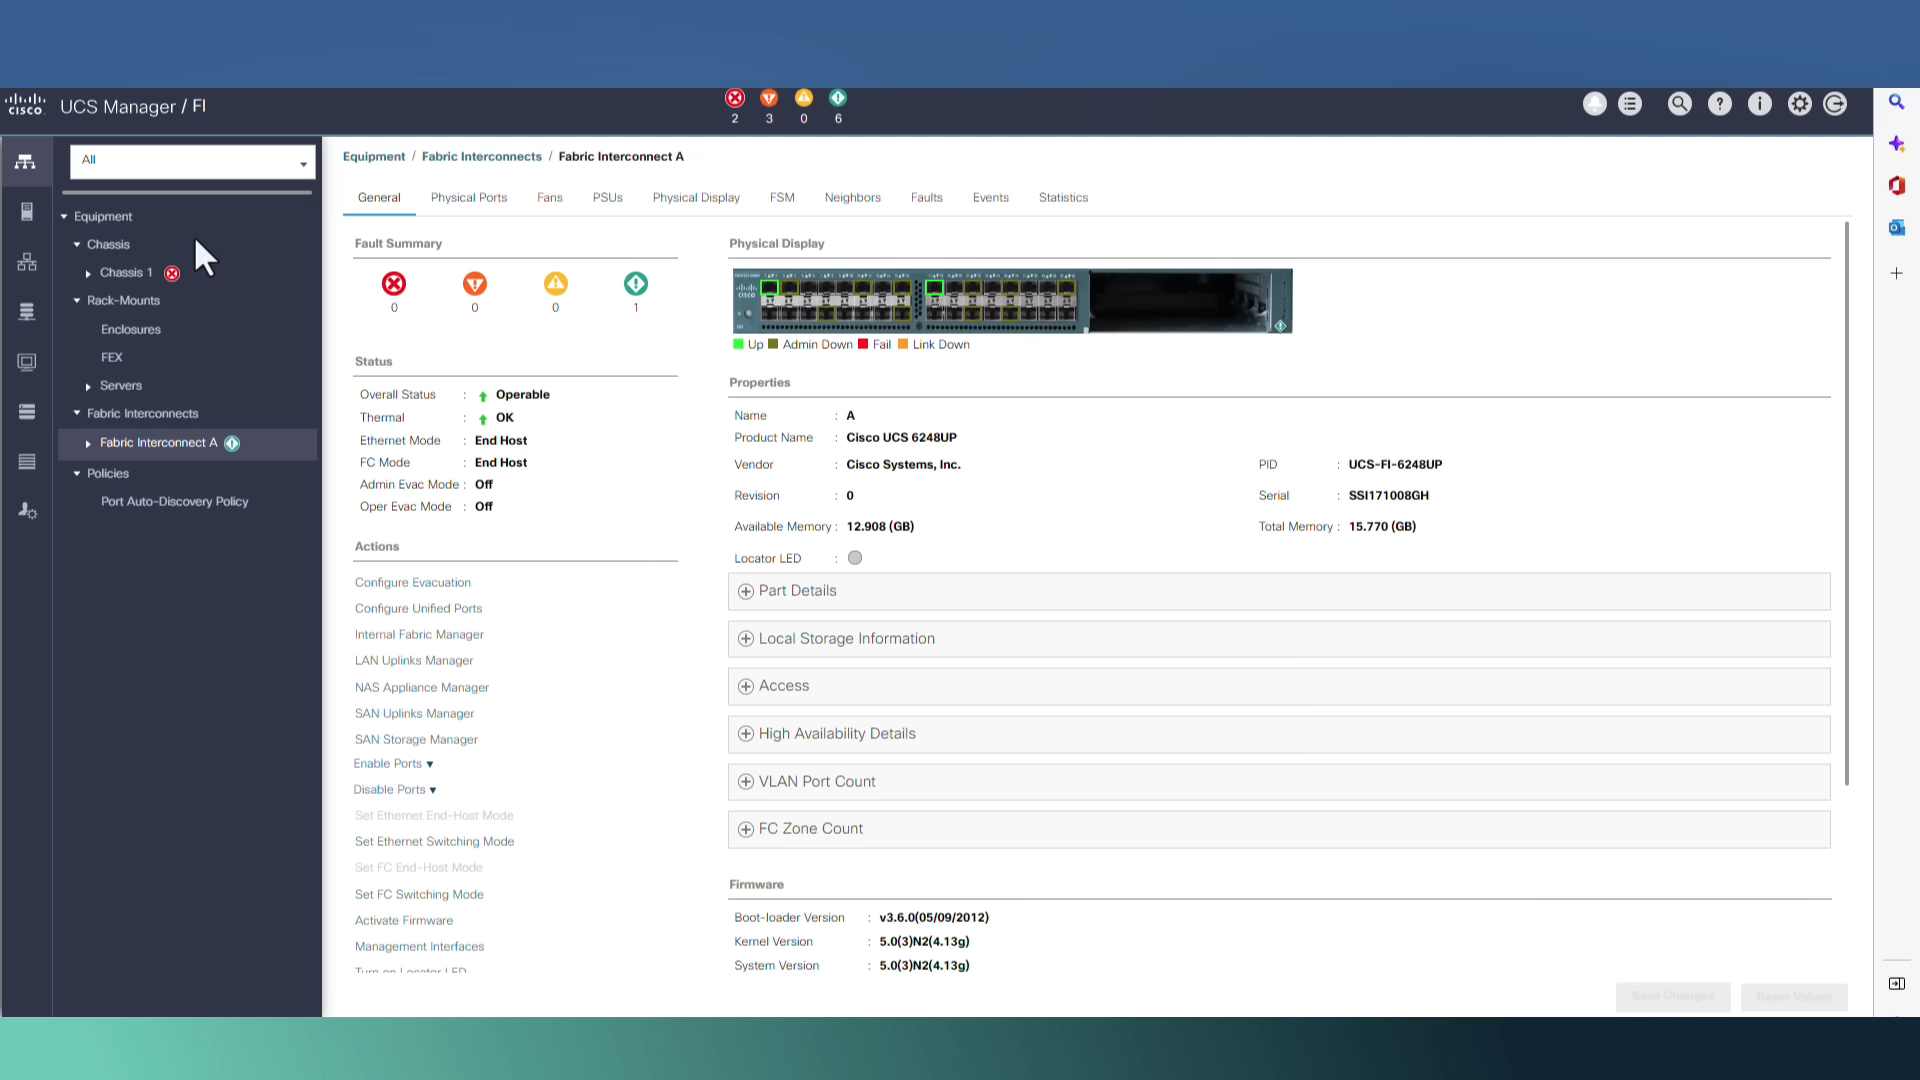 CISCO
UCS Manager / FI
2 3 0 6
All
Equipment
Chassis
Chassis 1
Rack-Mounts
Enclosures
FEX
Servers
Fabric Interconnects
Fabric Interconnect A
Policies
Port Auto-Discovery Policy
Equipment / Fabric Interconnects / Fabric Interconnect A
General Physical Ports Fans PSUs Physical Display FSM Neighbors Faults Events Statistics
Fault Summary
0 0 0 1
Status
Overall Status : Operable
Thermal : OK
Ethernet Mode : End Host
FC Mode : End Host
Admin Evac Mode : Off
Oper Evac Mode : Off
Actions
Configure Evacuation
Configure Unified Ports
Internal Fabric Manager
LAN Uplinks Manager
NAS Appliance Manager
SAN Uplinks Manager
SAN Storage Manager
Enable Ports
Disable Ports
Set Ethernet End-Host Mode
Set Ethernet Switching Mode
Set FC End-Host Mode
Set FC Switching Mode
Activate Firmware
Management Interfaces
Turn on Locator LED
Physical Display
CISCO
Up Admin Down Fail Link Down
Properties
Name : A
Product Name : Cisco UCS 6248UP
Vendor : Cisco Systems, Inc. PID : UCS-FI-6248UP
Revision : 0 Serial : SSI171008GH
Available Memory : 12.908 (GB) Total Memory : 15.770 (GB)
Locator LED :
Part Details
Local Storage Information
Access
High Availability Details
VLAN Port Count
FC Zone Count
Firmware
Boot-loader Version : v3.6.0(05/09/2012)
Kernel Version : 5.0(3)N2(4.13g)
System Version : 5.0(3)N2(4.13g)
Save Changes Reset Values